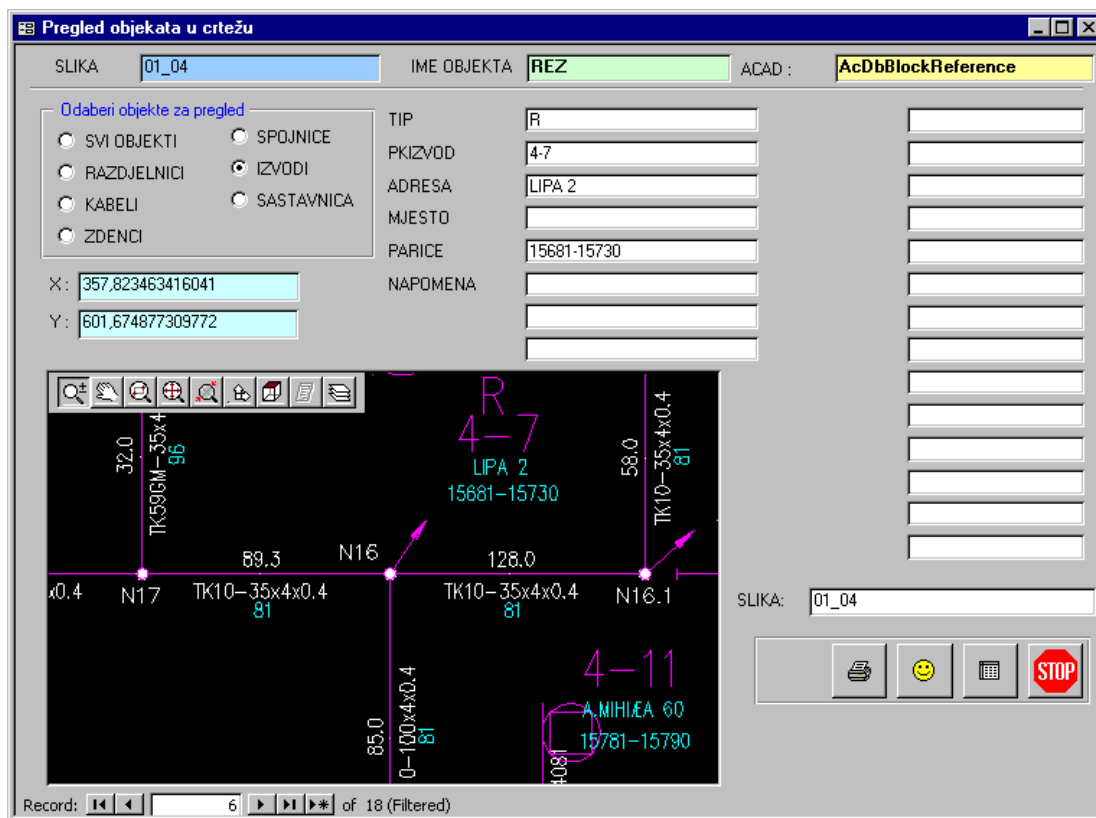 Pregled objekata u crtežu
SLIKA 01_04 IME OBJEKTA REZ ACAD : AcDbBlockReference
Odaberi objekte za pregled
SVI OBJEKTI
RAZDJELNICI
KABELI
ZDENCI
SPOJNICE
IZVODI
SASTAVNICA
X : 357,823463416041
Y : 601,674877309772
TIP R
PKIZVOD 4-7
ADRESA LIPA 2
MJESTO
PARICE 15681-15730
NAPOMENA
R
4-7
LIPA 2
15681-15730
32.0
TK59GM-35x4
96
58.0
TK10-35x4x0.4
81
89.3 N16 128.0
x0.4 N17 TK10-35x4x0.4 TK10-35x4x0.4 N16.1
81 81
85.0
0-100x4x0.4
81
4-11
A.MIHIÆA 60
15781-15790
4081
SLIKA: 01_04
STOP
Record: 6 of 18 (Filtered)